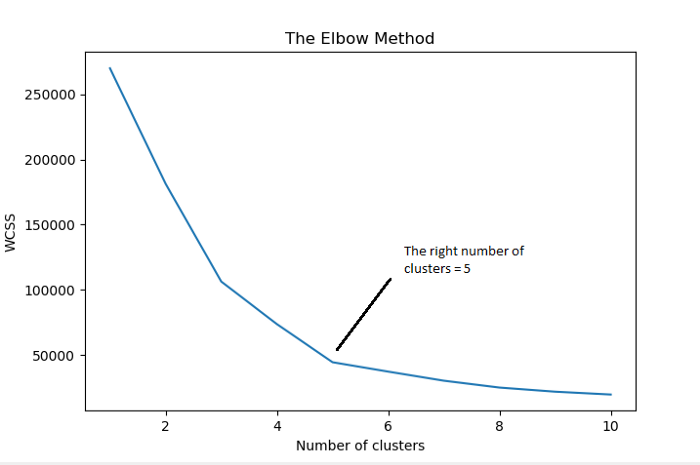 The Elbow Method
250000
200000
150000
100000
50000
WCSS
The right number of
clusters = 5
2 4 6 8 10
Number of clusters